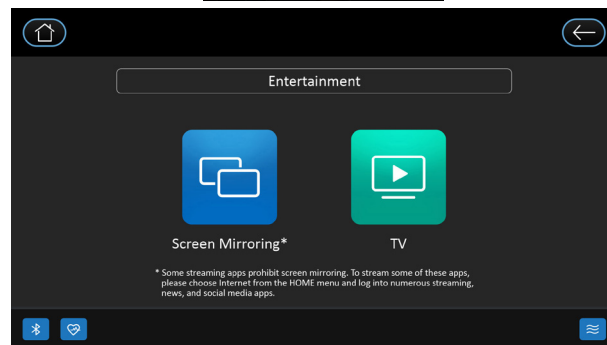 Entertainment
Screen Mirroring*
TV
* Some streaming apps prohibit screen mirroring. To stream some of these apps,
please choose Internet from the HOME menu and log into numerous streaming,
news, and social media apps.